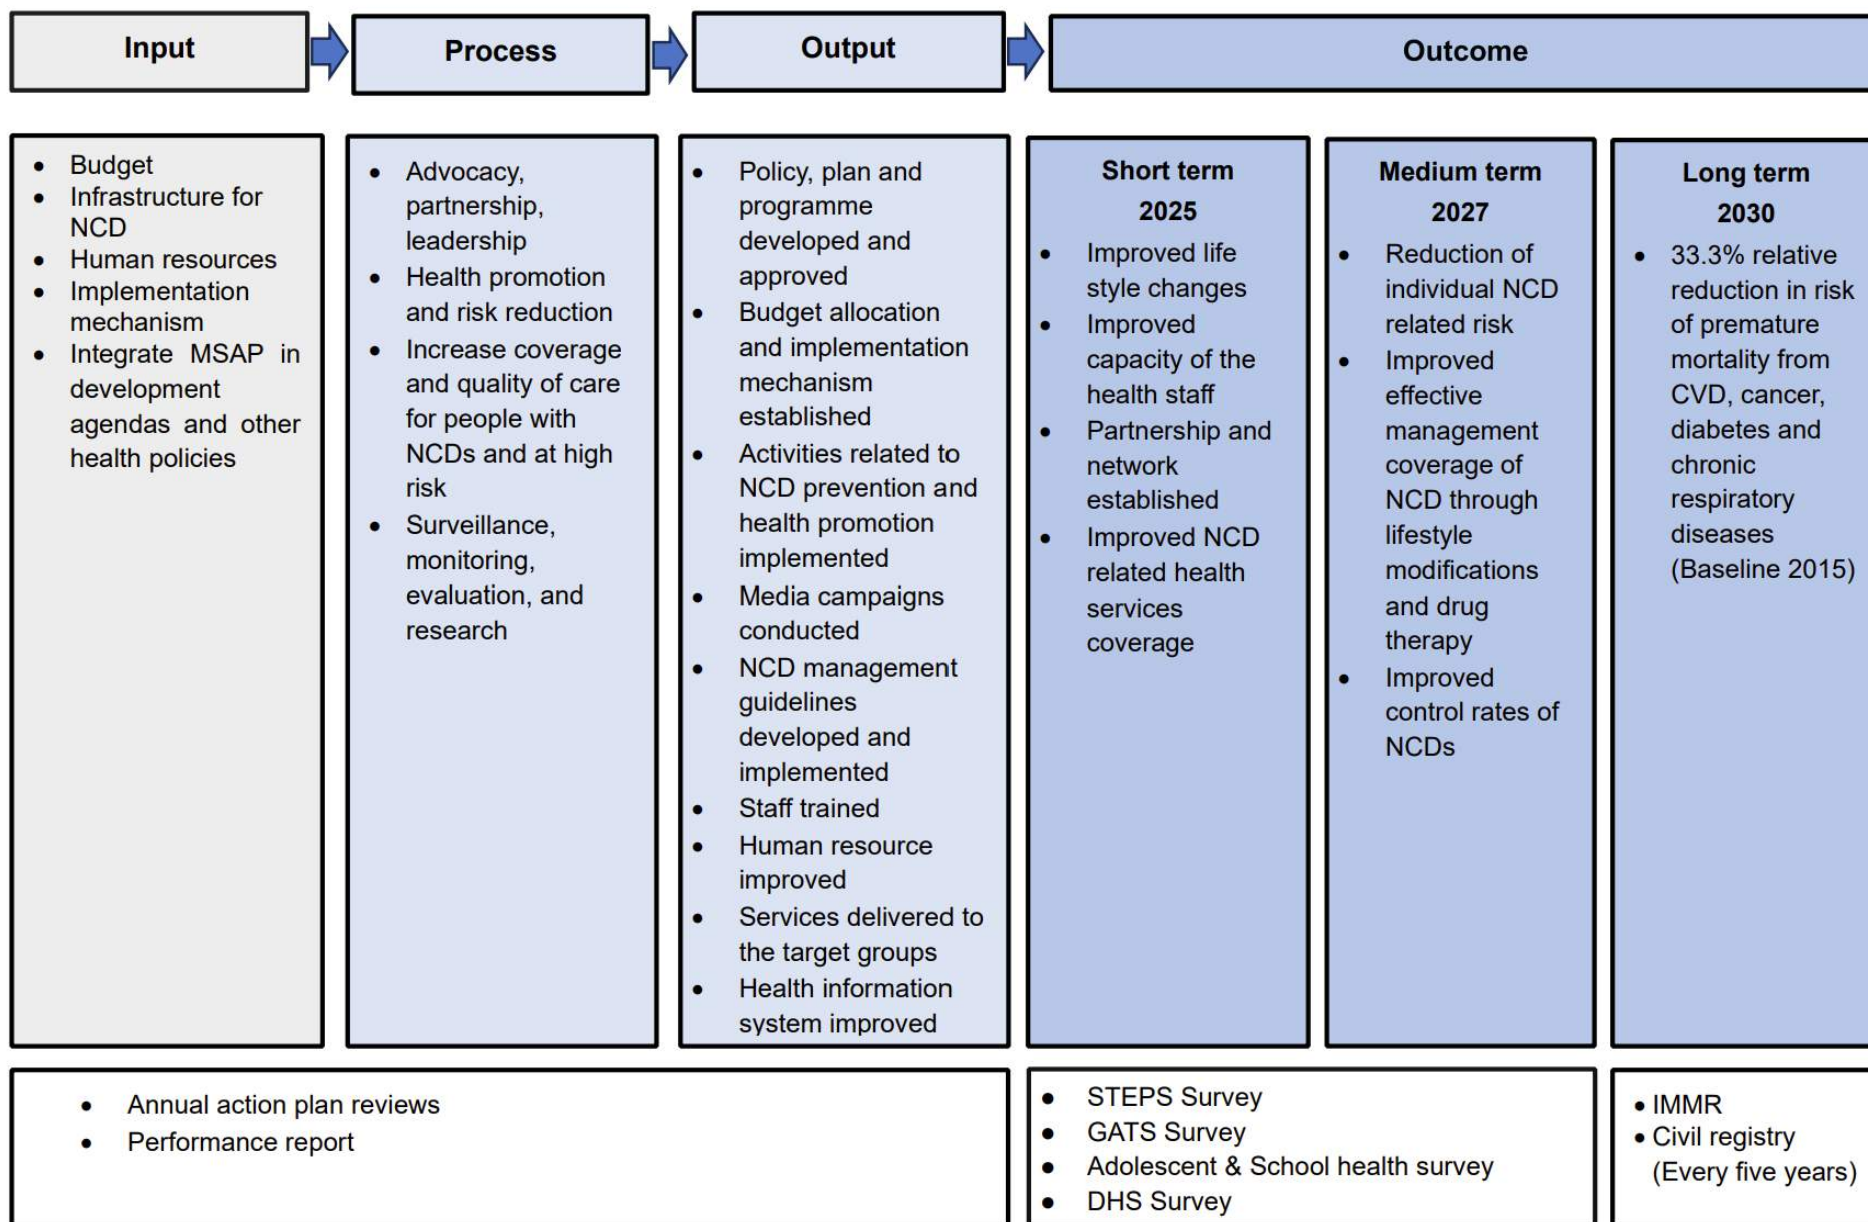 Input
Process
Output
Outcome
• Budget
• Infrastructure for
NCD
• Human resources
• Implementation
mechanism
• Integrate MSAP in
development
agendas and other
health policies
• Advocacy,
partnership,
leadership
• Health promotion
and risk reduction
• Increase coverage
and quality of care
for people with
NCDs and at high
risk
• Surveillance,
monitoring,
evaluation, and
research
• Policy, plan and
programme
developed and
approved
• Budget allocation
and implementation
mechanism
established
• Activities related to
NCD prevention and
health promotion
implemented
• Media campaigns
conducted
• NCD management
guidelines
developed and
implemented
• Staff trained
• Human resource
improved
• Services delivered to
the target groups
• Health information
system improved
Short term
2025
• Improved life
style changes
• Improved
capacity of the
health staff
• Partnership and
network
established
• Improved NCD
related health
services
coverage
Medium term
2027
• Reduction of
individual NCD
related risk
• Improved
effective
management
coverage of
NCD through
lifestyle
modifications
and drug
therapy
• Improved
control rates of
NCDs
Long term
2030
• 33.3% relative
reduction in risk
of premature
mortality from
CVD, cancer,
diabetes and
chronic
respiratory
diseases
(Baseline 2015)
• Annual action plan reviews
• Performance report
• STEPS Survey
• GATS Survey
• Adolescent & School health survey
• DHS Survey
• IMMR
• Civil registry
(Every five years)